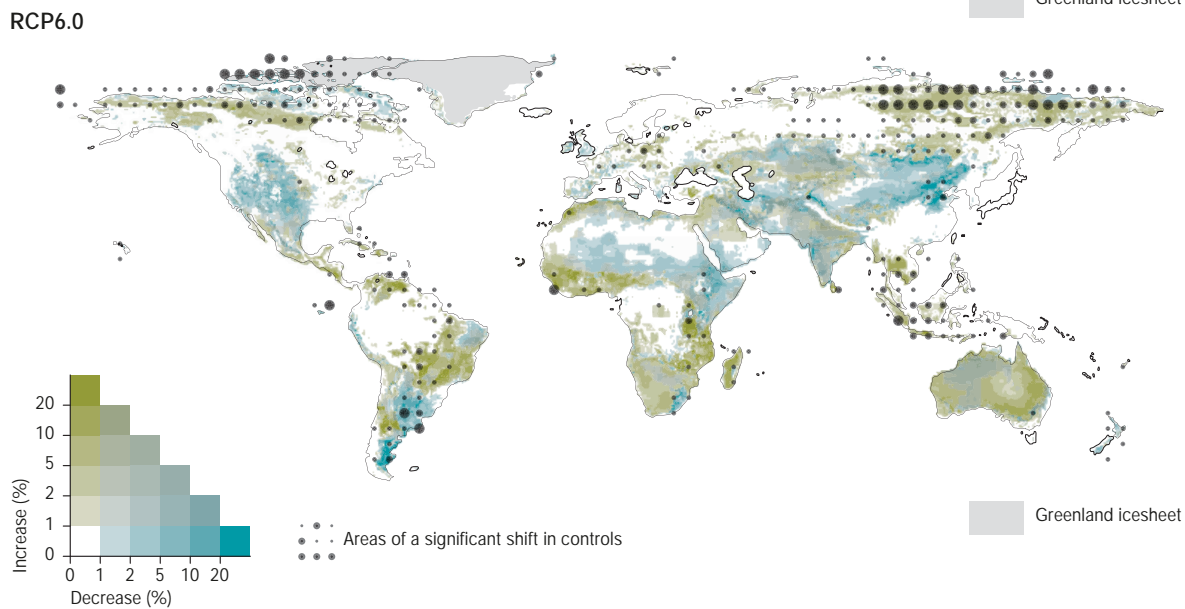 Greenland icesheet
RCP6.0
20
10
5
2
1
0
Increase (%)
0 1 2 5 10 20
Decrease (%)
Areas of a significant shift in controls
Greenland icesheet